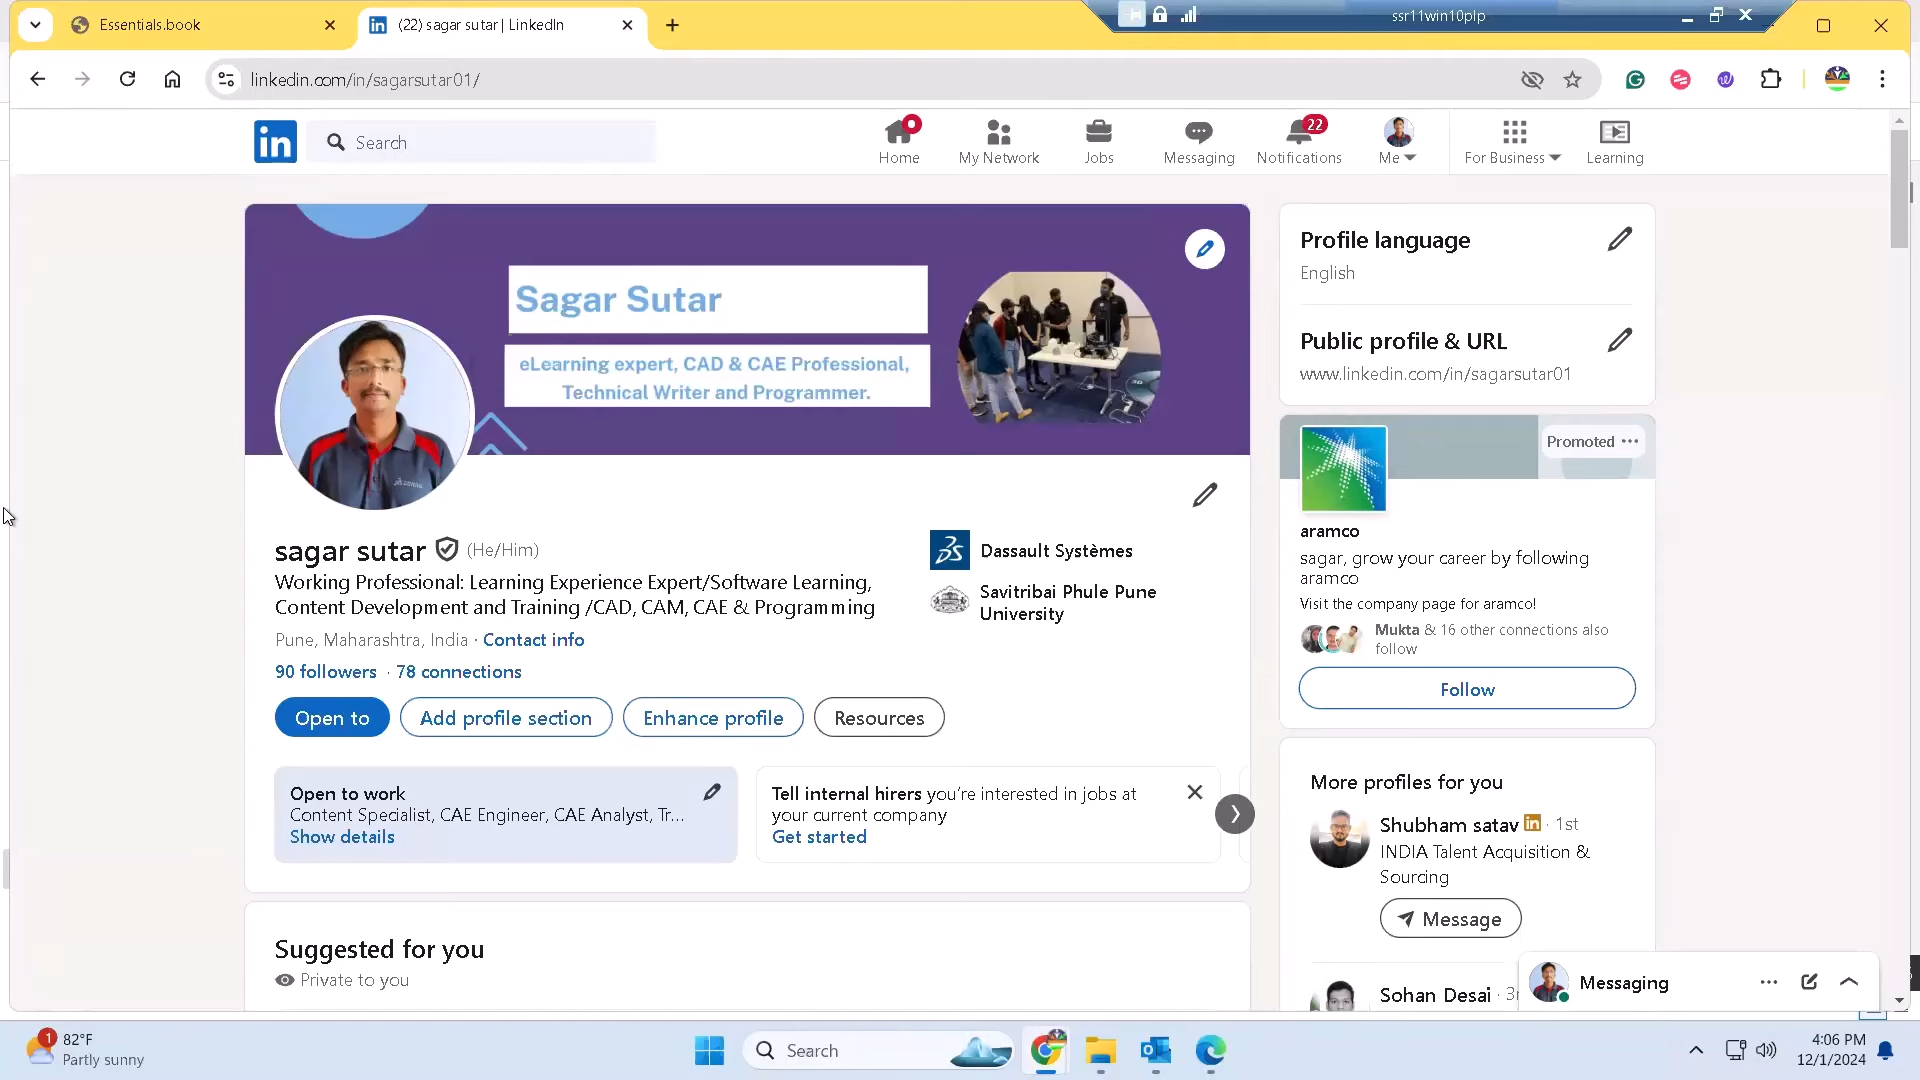 Essentials.book
(22) sagar sutar | LinkedIn
ssr11win10plp
linkedin.com/in/sagarsutar01/
in
Search
Home
My Network
Jobs
Messaging
22
Notifications
Me
For Business
Learning
Sagar Sutar
eLearning expert, CAD & CAE Professional,
Technical Writer and Programmer.
sagar sutar (He/Him)
Working Professional: Learning Experience Expert/Software Learning,
Content Development and Training /CAD, CAM, CAE & Programming
Pune, Maharashtra, India · Contact info
90 followers · 78 connections
Dassault Systèmes
Savitribai Phule Pune
University
Open to
Add profile section
Enhance profile
Resources
Open to work
Content Specialist, CAE Engineer, CAE Analyst, Tr...
Show details
Tell internal hirers you're interested in jobs at
your current company
Get started
Suggested for you
Private to you
Profile language
English
Public profile & URL
www.linkedin.com/in/sagarsutar01
Promoted
aramco
sagar, grow your career by following
aramco
Visit the company page for aramco!
Mukta & 16 other connections also
follow
Follow
More profiles for you
Shubham satav in · 1st
INDIA Talent Acquisition &
Sourcing
Message
Sohan Desai
Messaging
1
82°F
Partly sunny
Search
4:06 PM
12/1/2024